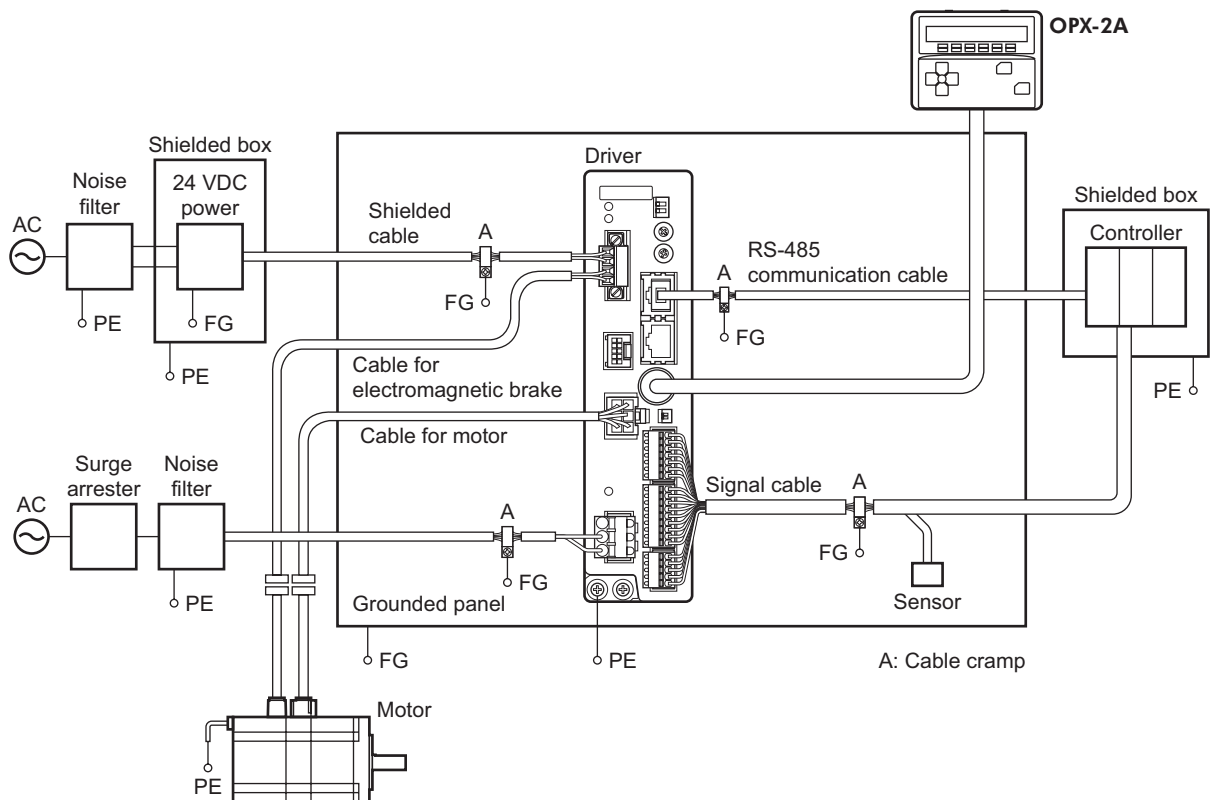 OPX-2A
Driver
Shielded box
Noise
filter
24 VDC
power
AC
Shielded
cable
A
FG
PE
FG
PE
RS-485
communication cable
A
FG
Shielded box
Controller
PE
Cable for
electromagnetic brake
Cable for motor
Surge
arrester
Noise
filter
AC
PE
A
FG
Signal cable
A
FG
Sensor
Grounded panel
FG
PE
A: Cable cramp
Motor
PE